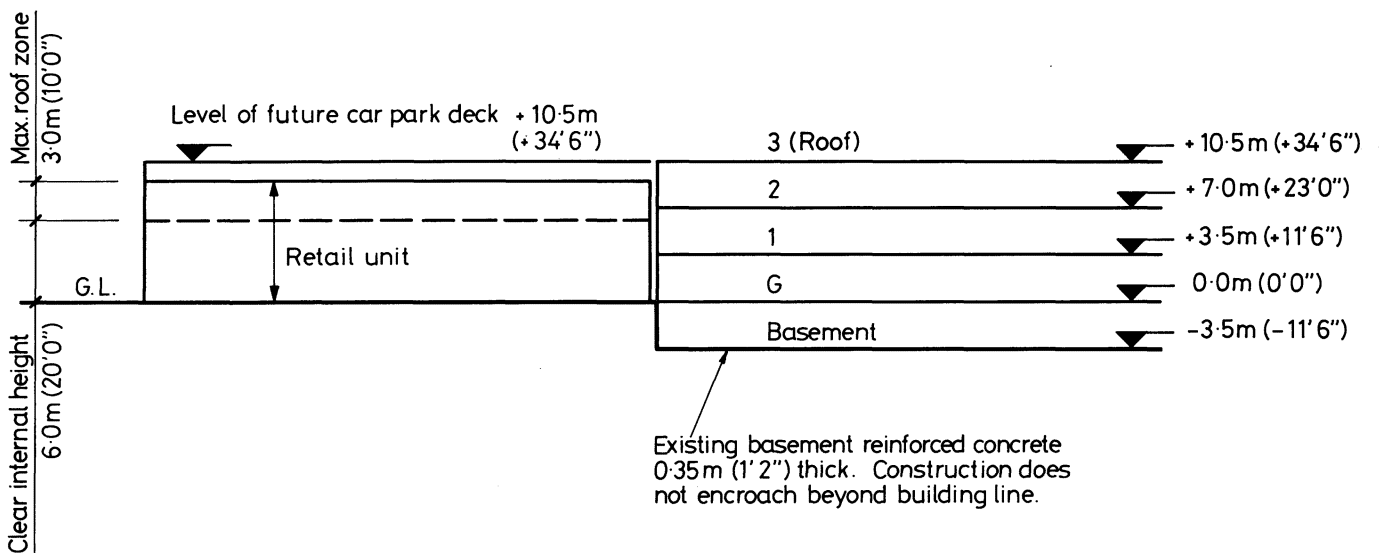 Max. roof zone
3·0m (10'0")
Clear internal height
6·0m (20'0")
Level of future car park deck +10·5m
(+34'6")
Retail unit
G.L.
3 (Roof)
2
1
G
Basement
+10·5m (+34'6")
+7·0m (+23'0")
+3·5m (+11'6")
0·0m (0'0")
-3·5m (-11'6")
Existing basement reinforced concrete
0·35m (1'2") thick. Construction does
not encroach beyond building line.